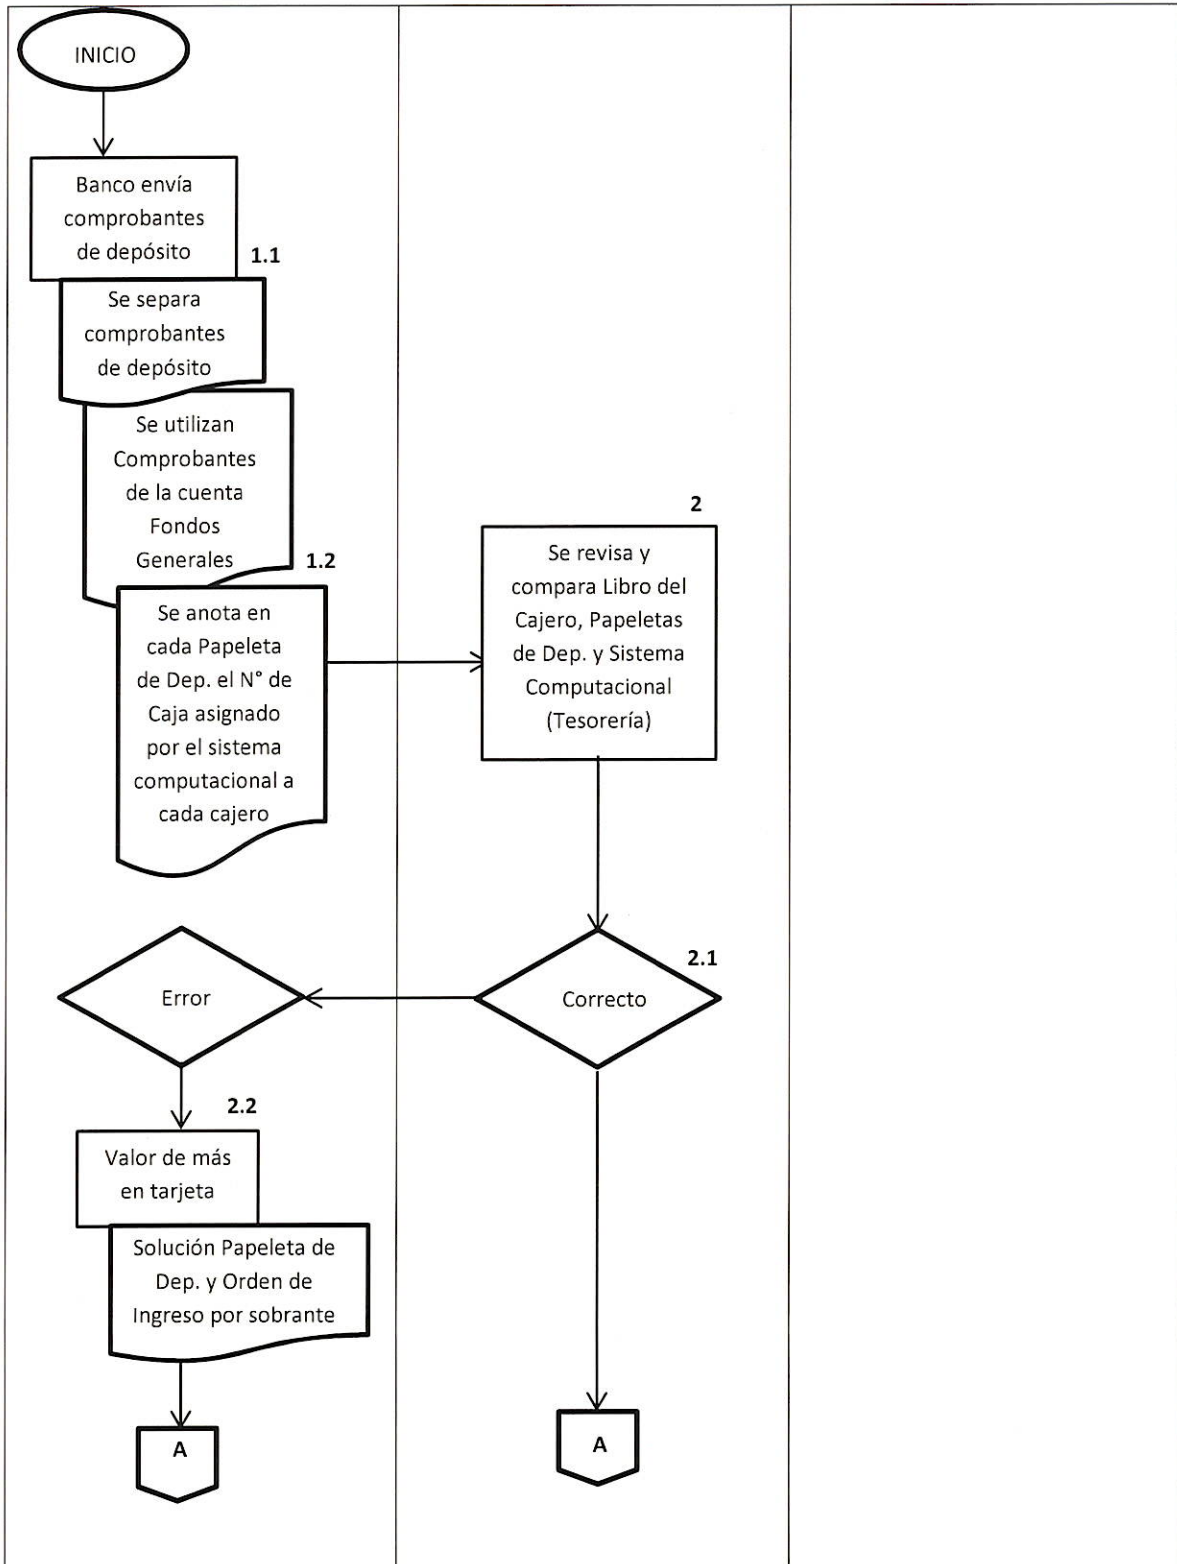 INICIO
Banco envía
comprobantes
de depósito
1.1
Se separa
comprobantes
de depósito
Se utilizan
Comprobantes
de la cuenta
Fondos
Generales
1.2
Se anota en
cada Papeleta
de Dep. el N° de
Caja asignado
por el sistema
computacional a
cada cajero
2
Se revisa y
compara Libro del
Cajero, Papeletas
de Dep. y Sistema
Computacional
(Tesorería)
2.1
Correcto
Error
2.2
Valor de más
en tarjeta
Solución Papeleta de
Dep. y Orden de
Ingreso por sobrante
A
A